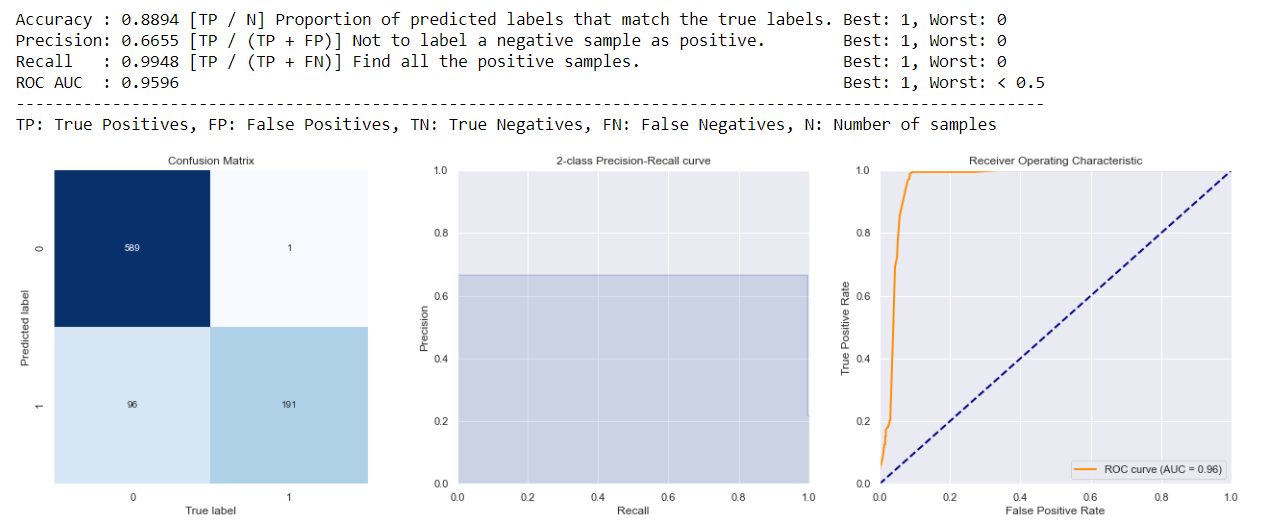 Accuracy : 0.8894 [TP / N] Proportion of predicted labels that match the true labels. Best: 1, Worst: 0
Precision: 0.6655 [TP / (TP + FP)] Not to label a negative sample as positive. Best: 1, Worst: 0
Recall : 0.9948 [TP / (TP + FN)] Find all the positive samples. Best: 1, Worst: 0
ROC AUC : 0.9596 Best: 1, Worst: < 0.5
-----------------------------------------------------------------------------------------------------------
TP: True Positives, FP: False Positives, TN: True Negatives, FN: False Negatives, N: Number of samples
Confusion Matrix
Predicted label
0
1
589
1
96
191
0 1
True label
2-class Precision-Recall curve
Precision
1.0
0.8
0.6
0.4
0.2
0.0
0.0 0.2 0.4 0.6 0.8 1.0
Recall
Receiver Operating Characteristic
True Positive Rate
1.0
0.8
0.6
0.4
0.2
0.0
ROC curve (AUC = 0.96)
0.0 0.2 0.4 0.6 0.8 1.0
False Positive Rate